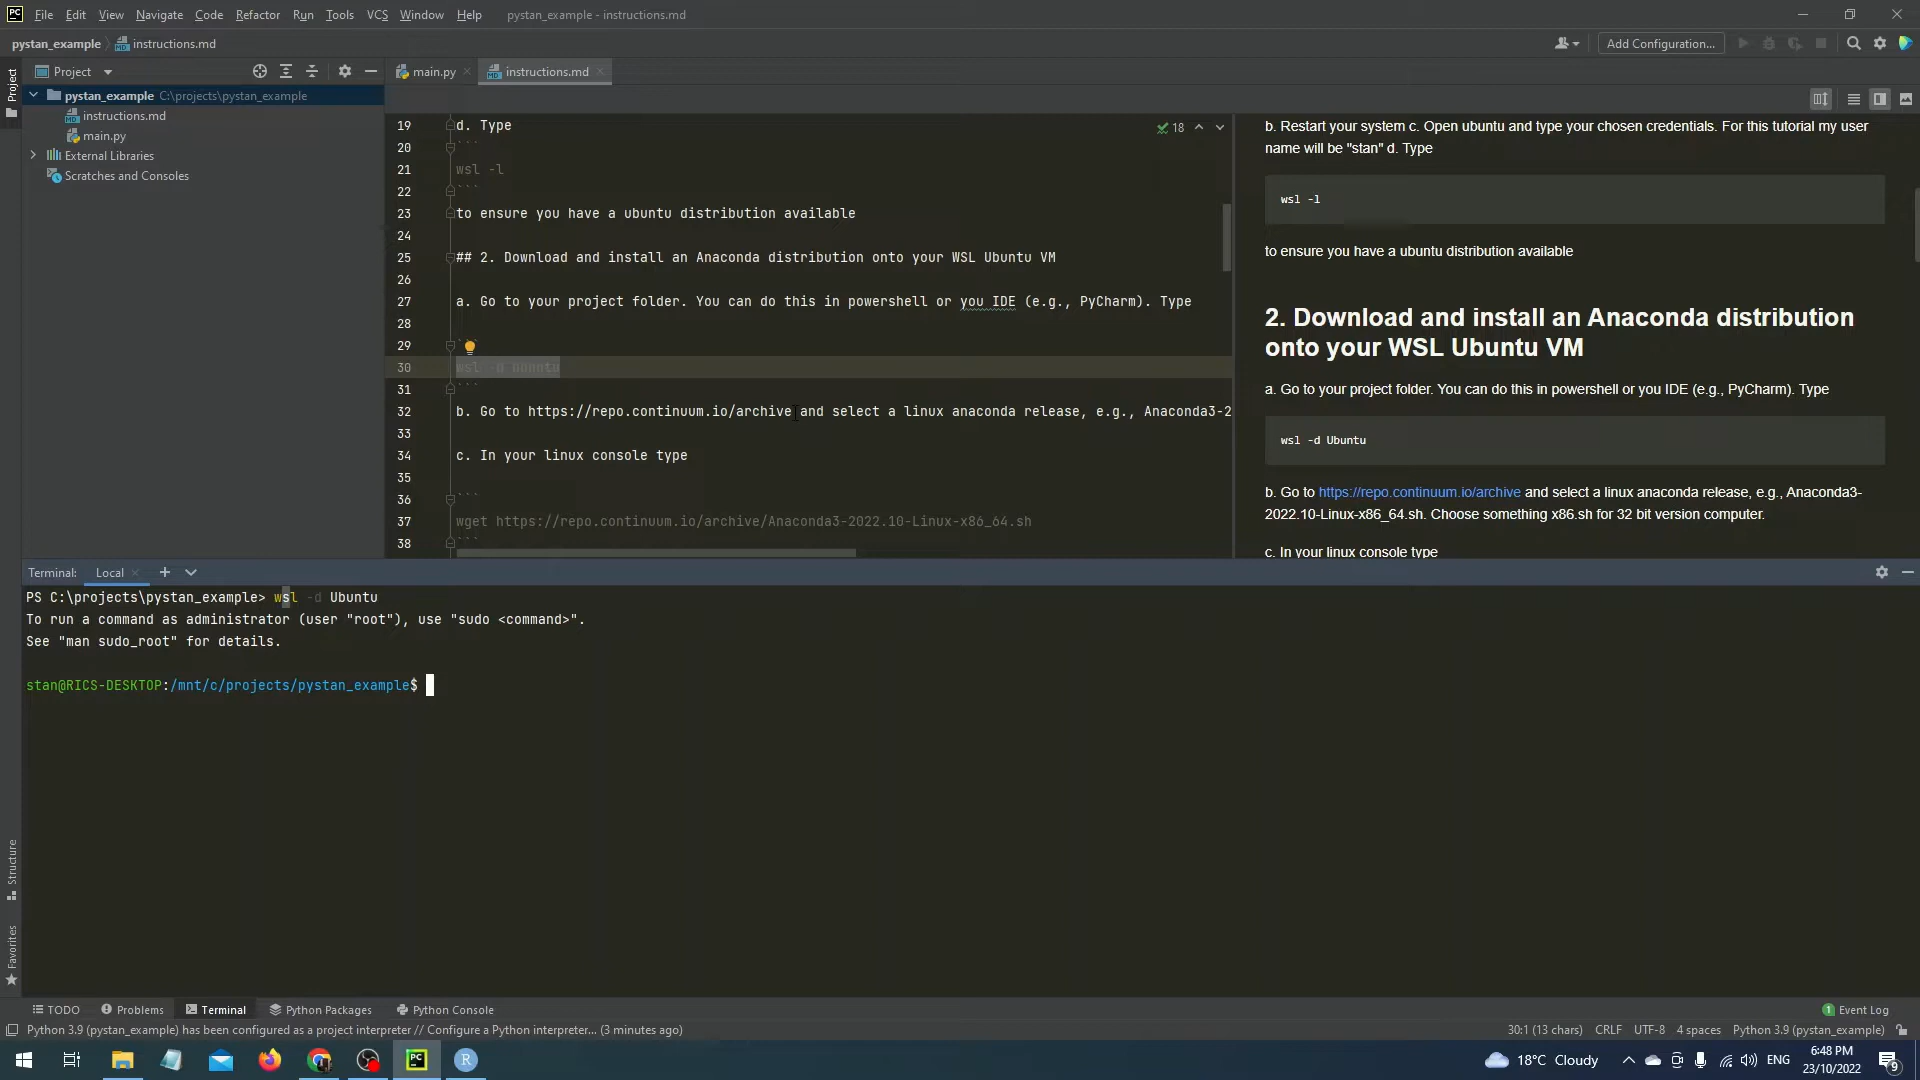 PC File Edit View Navigate Code Refactor Run Tools VCS Window Help pystan_example - instructions.md
pystan_example instructions.md
Add Configuration...
Project
pystan_example C:\projects\pystan_example
instructions.md
main.py
External Libraries
Scratches and Consoles
Project
Structure
Favorites
main.py instructions.md
18
19 d. Type
20 ```
21 wsl -l
22 ```
23 to ensure you have a ubuntu distribution available
24
25 ## 2. Download and install an Anaconda distribution onto your WSL Ubuntu VM
26
27 a. Go to your project folder. You can do this in powershell or you IDE (e.g., PyCharm). Type
28
29 ```
30 wsl -d Ubuntu
31 ```
32 b. Go to https://repo.continuum.io/archive and select a linux anaconda release, e.g., Anaconda3-2
33
34 c. In your linux console type
35
36 ```
37 wget https://repo.continuum.io/archive/Anaconda3-2022.10-Linux-x86_64.sh
38 ```
b. Restart your system c. Open ubuntu and type your chosen credentials. For this tutorial my user
name will be "stan" d. Type
wsl -l
to ensure you have a ubuntu distribution available
2. Download and install an Anaconda distribution
onto your WSL Ubuntu VM
a. Go to your project folder. You can do this in powershell or you IDE (e.g., PyCharm). Type
wsl -d Ubuntu
b. Go to https://repo.continuum.io/archive and select a linux anaconda release, e.g., Anaconda3-
2022.10-Linux-x86_64.sh. Choose something x86.sh for 32 bit version computer.
c. In your linux console type
Terminal: Local
PS C:\projects\pystan_example> wsl -d Ubuntu
To run a command as administrator (user "root"), use "sudo <command>".
See "man sudo_root" for details.
stan@RICS-DESKTOP:/mnt/c/projects/pystan_example$
TODO Problems Terminal Python Packages Python Console
1 Event Log
Python 3.9 (pystan_example) has been configured as a project interpreter // Configure a Python interpreter... (3 minutes ago)
30:1 (13 chars) CRLF UTF-8 4 spaces Python 3.9 (pystan_example)
PC
R
18°C Cloudy
ENG
6:48 PM
23/10/2022
9